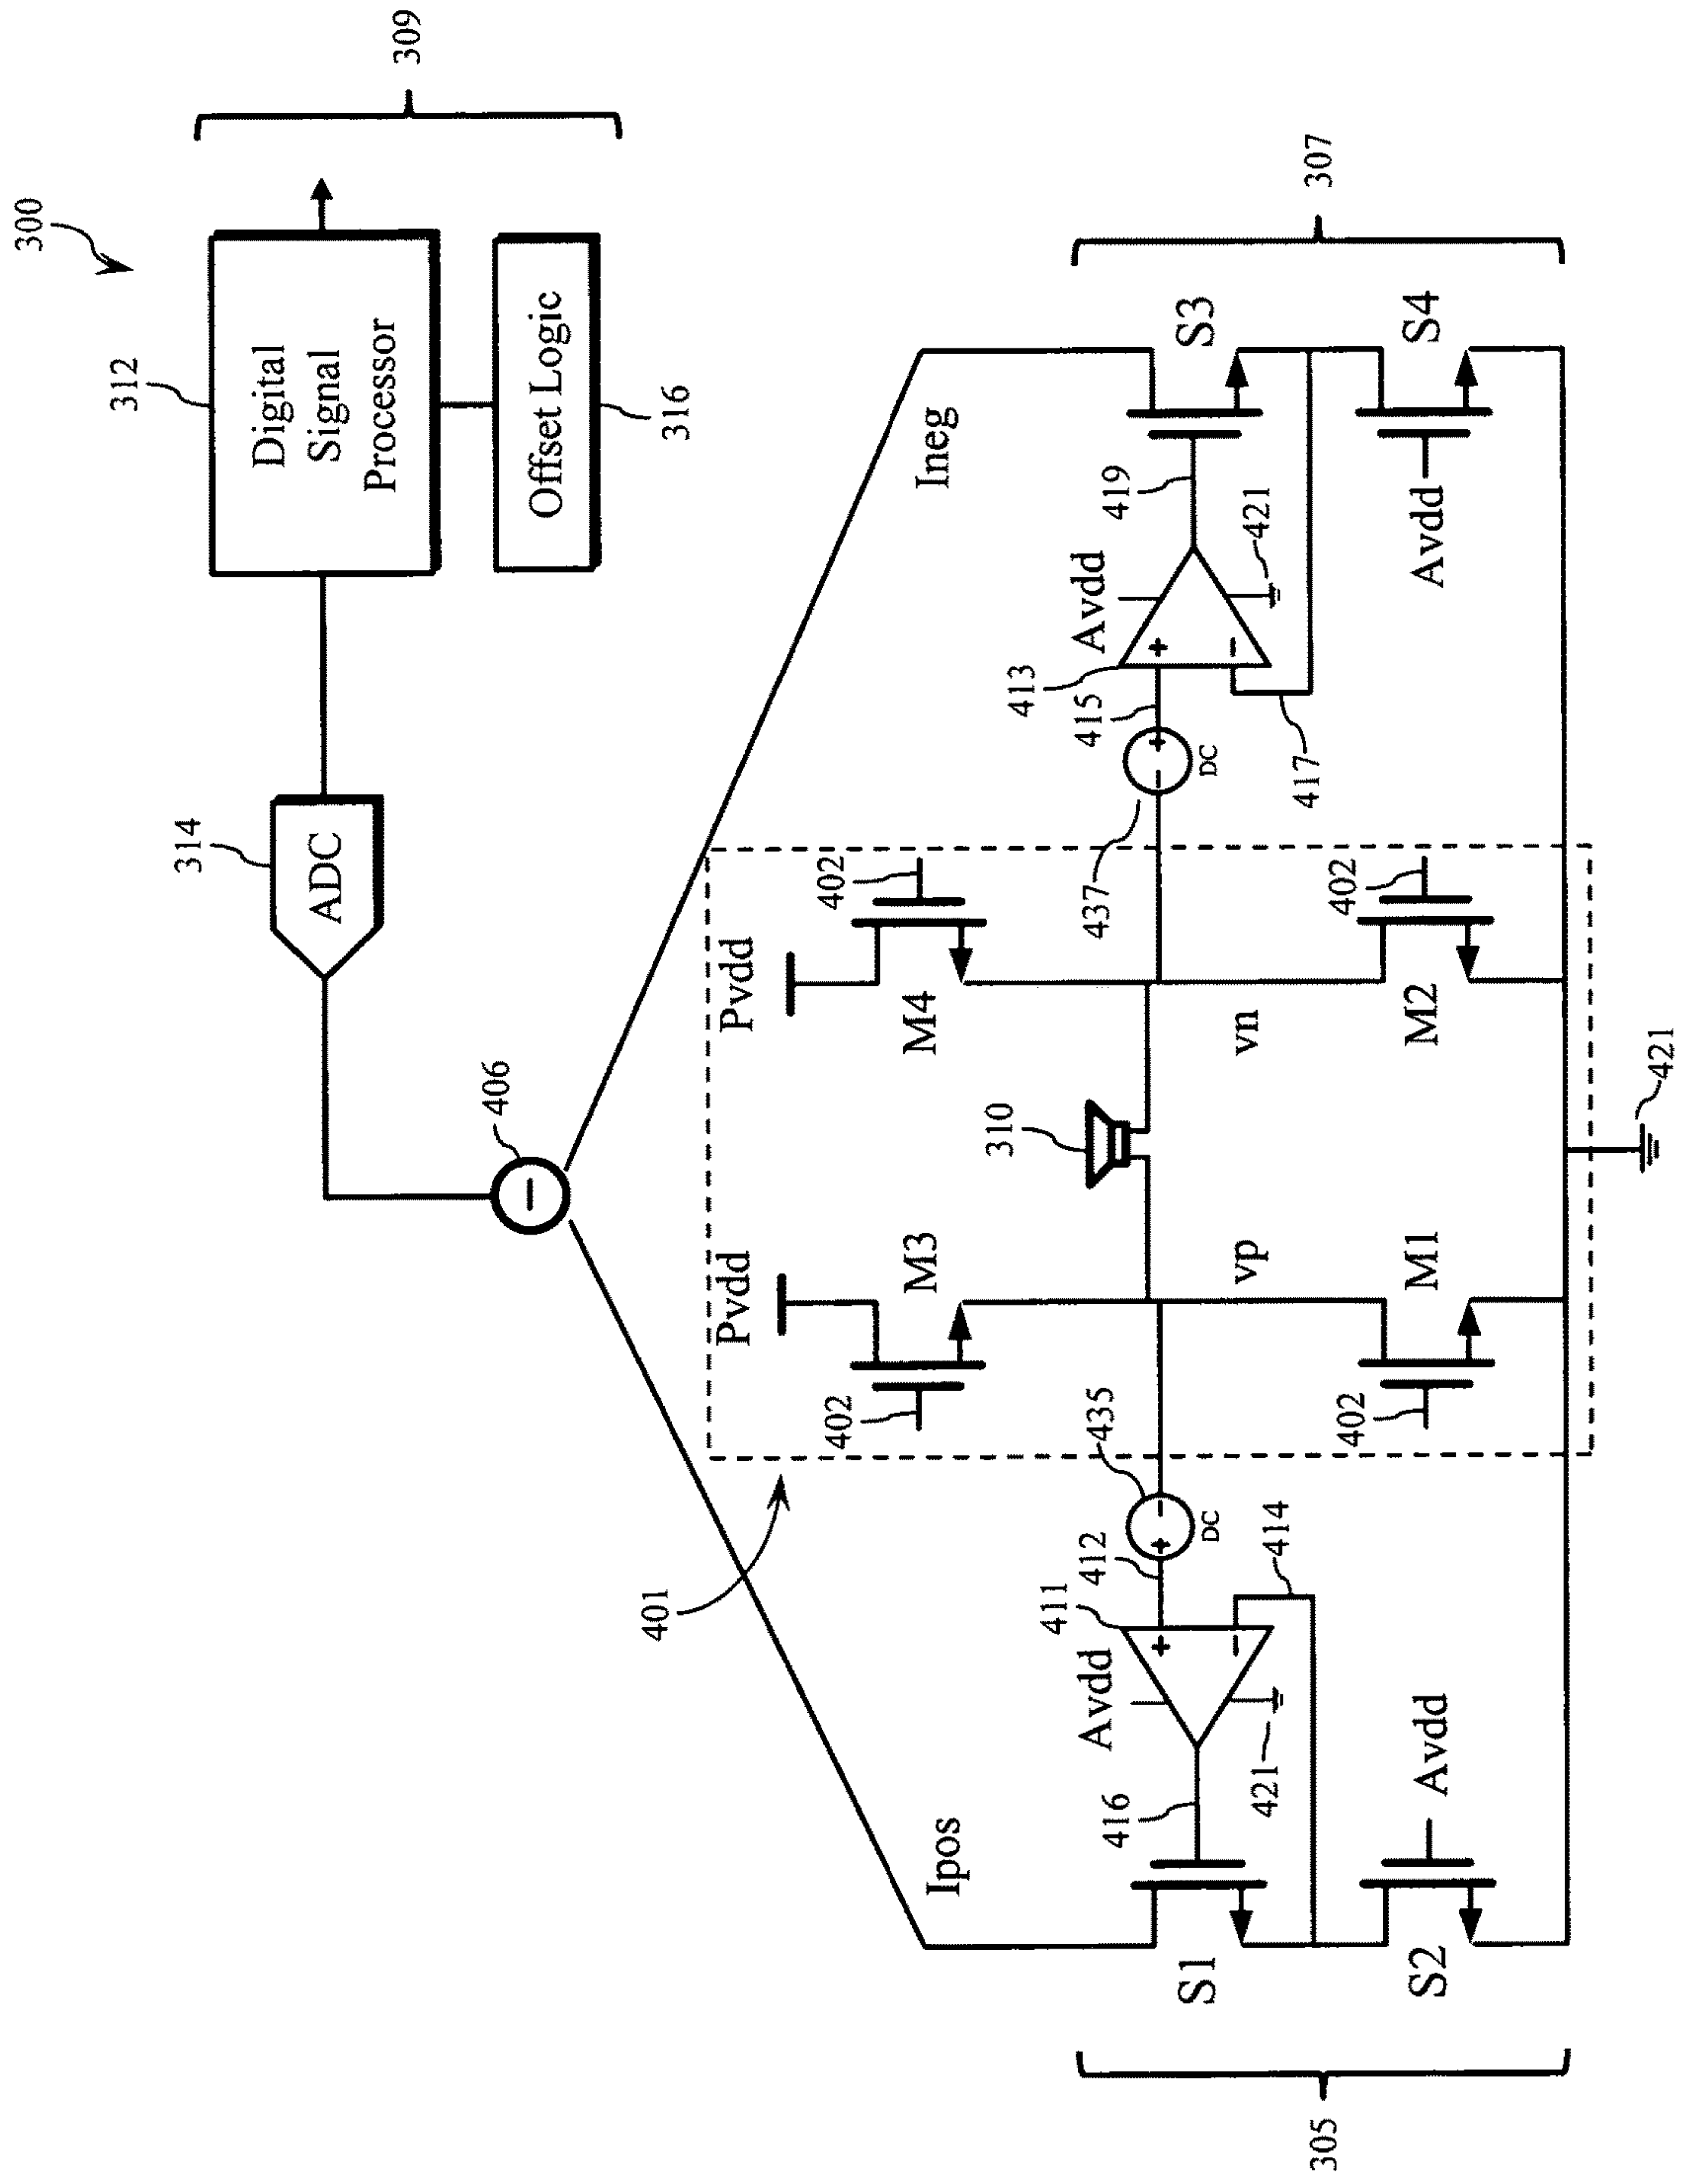 300
309
312
Digital
Signal
Processor
314
ADC
316
Offset Logic
406
−
401
Ipos
Ineg
Pvdd
Pvdd
402
M3
M4
402
310
305
307
S1
416
Avdd
411
+
−
421
412
+
−
DC
435
414
vp
vn
437
−
+
DC
415
413
Avdd
+
−
421
417
419
S3
S2
Avdd
402
M1
M2
402
Avdd
S4
421